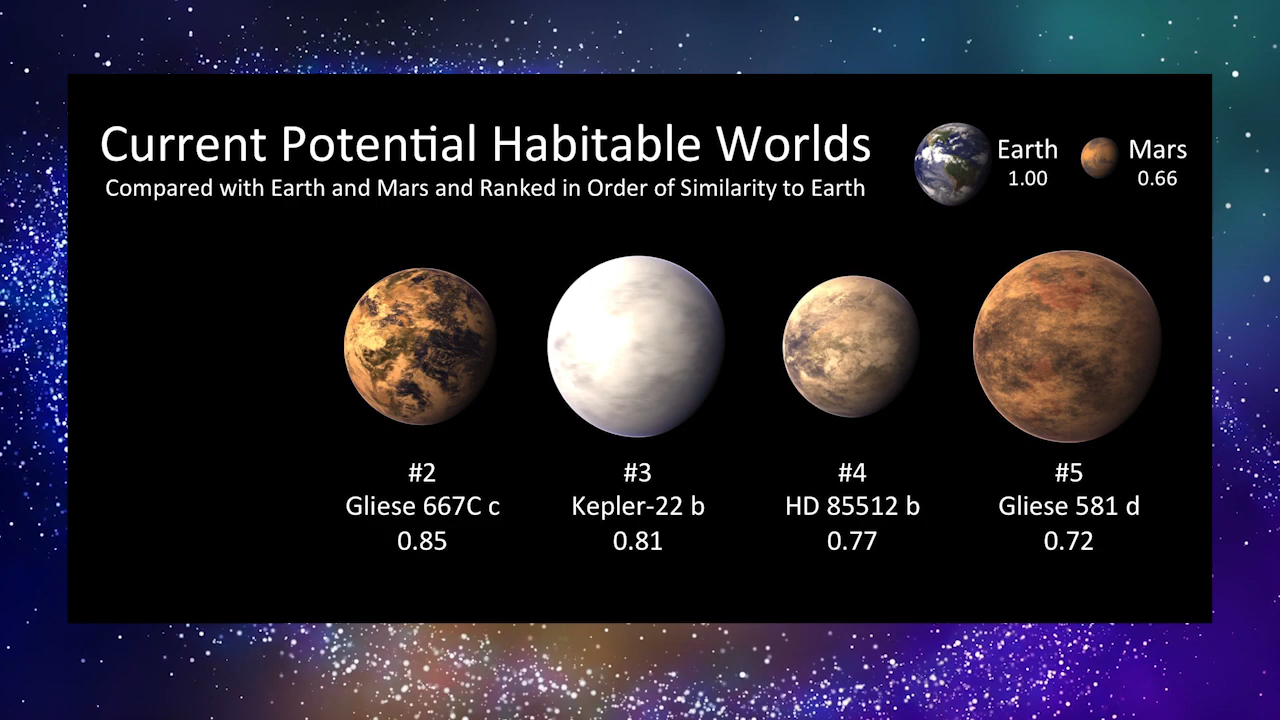 Current Potential Habitable Worlds
Compared with Earth and Mars and Ranked in Order of Similarity to Earth
Earth
1.00
Mars
0.66
#2
Gliese 667C c
0.85
#3
Kepler-22 b
0.81
#4
HD 85512 b
0.77
#5
Gliese 581 d
0.72